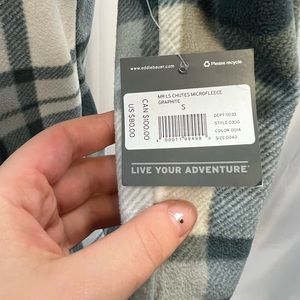 www.eddiebauer.com
Please recycle.
MR LS CHUTES MICROFLEECE
GRAPHITE
S
CAN $100.00
US $80.00
DEPT 0033
STYLE 0300
COLOR 0014
SIZE 0040
LIVE YOUR ADVENTURE